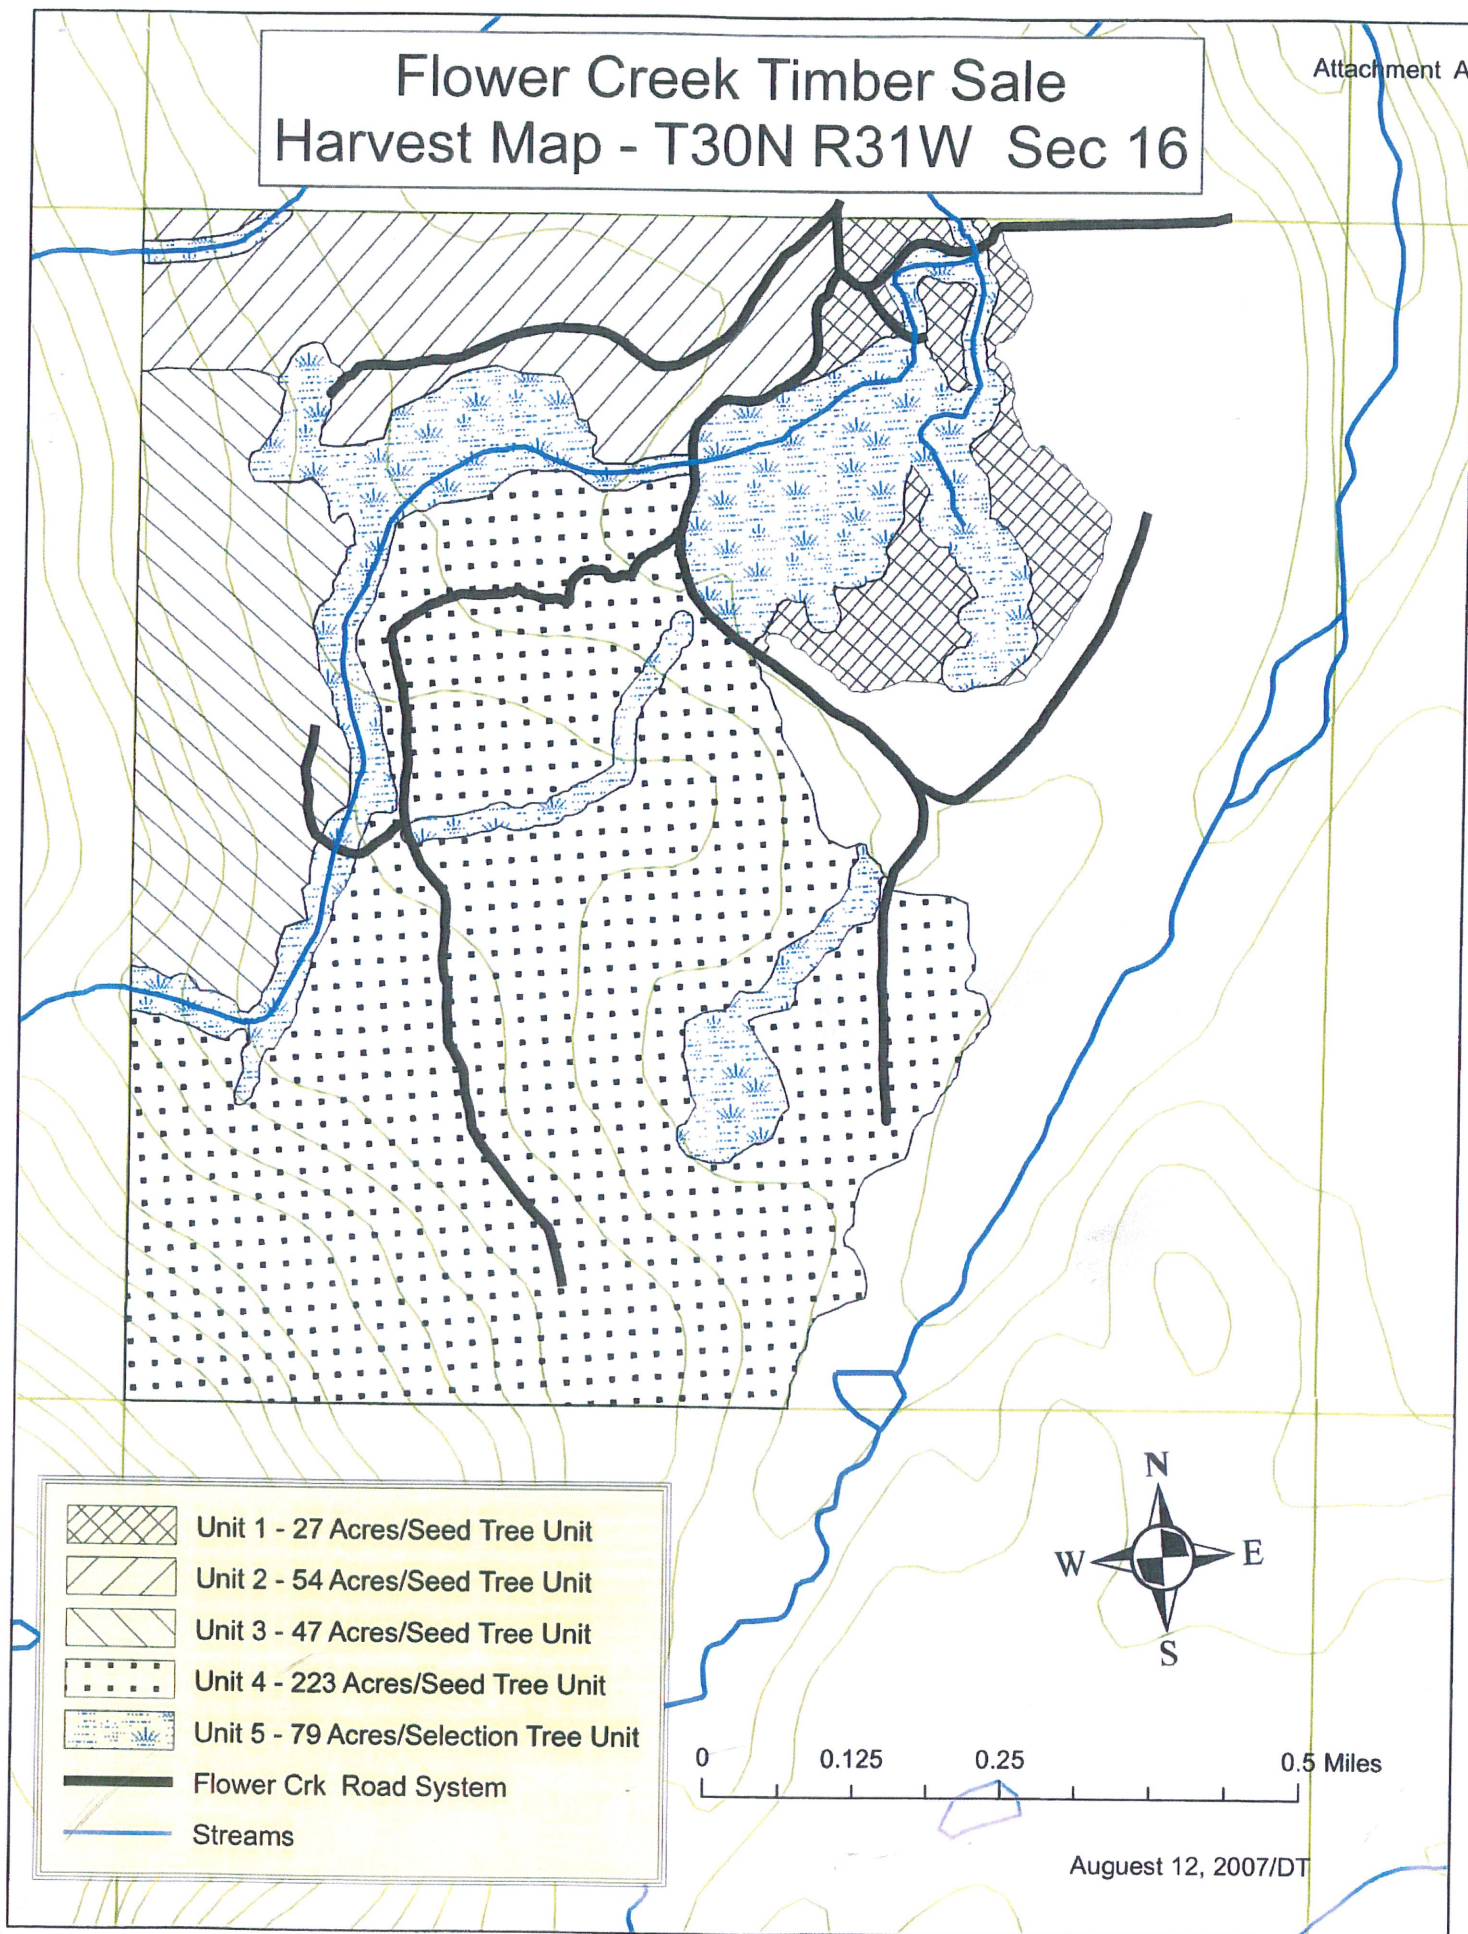 Flower Creek Timber Sale
Harvest Map - T30N R31W Sec 16
Attachment A
Unit 1 - 27 Acres/Seed Tree Unit
Unit 2 - 54 Acres/Seed Tree Unit
Unit 3 - 47 Acres/Seed Tree Unit
Unit 4 - 223 Acres/Seed Tree Unit
Unit 5 - 79 Acres/Selection Tree Unit
Flower Crk Road System
Streams
N
W E
S
0 0.125 0.25 0.5 Miles
Auguest 12, 2007/DT